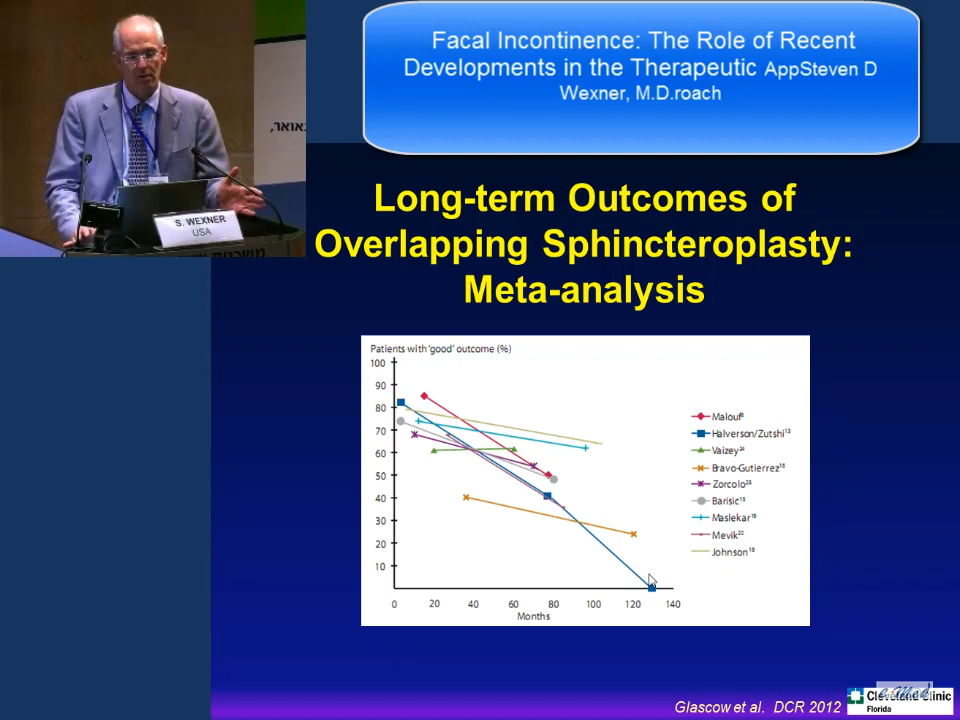 Facal Incontinence: The Role of Recent
Developments in the Therapeutic AppSteven D
Wexner, M.D.roach
באואר,
S. WEXNER
USA
Long-term Outcomes of
Overlapping Sphincteroplasty:
Meta-analysis
Patients with 'good' outcome (%)
100
90
80
70
60
50
40
30
20
10
0 20 40 60 80 100 120 140
Months
Malouf⁸
Halverson/Zutshi¹³
Vaizey²⁴
Bravo-Gutierrez¹⁶
Zorcolo²⁵
Barisic¹⁵
Maslekar¹⁹
Mevik²⁰
Johnson¹⁸
Glascow et al. DCR 2012
Cleveland Clinic
Florida
e-Med